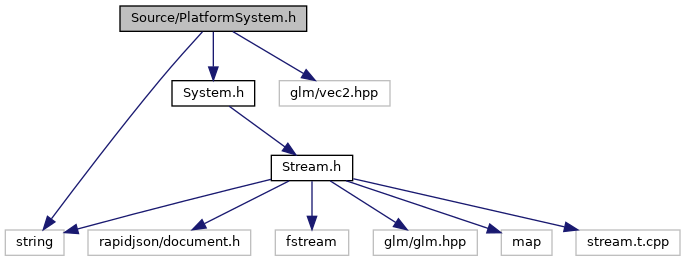 Source/PlatformSystem.h
System.h
glm/vec2.hpp
Stream.h
string
rapidjson/document.h
fstream
glm/glm.hpp
map
stream.t.cpp